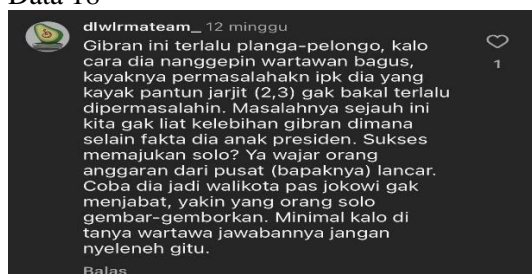 dlwlrmateam_ 12 minggu
Gibran ini terlalu planga-pelongo, kalo
cara dia nanggepin wartawan bagus,
kayaknya permasalahakn ipk dia yang
kayak pantun jarjit (2,3) gak bakal terlalu
dipermasalahin. Masalahnya sejauh ini
kita gak liat kelebihan gibran dimana
selain fakta dia anak presiden. Sukses
memajukan solo? Ya wajar orang
anggaran dari pusat (bapaknya) lancar.
Coba dia jadi walikota pas jokowi gak
menjabat, yakin yang orang solo
gembar-gemborkan. Minimal kalo di
tanya wartawa jawabannya jangan
nyeleneh gitu.
1
Balas